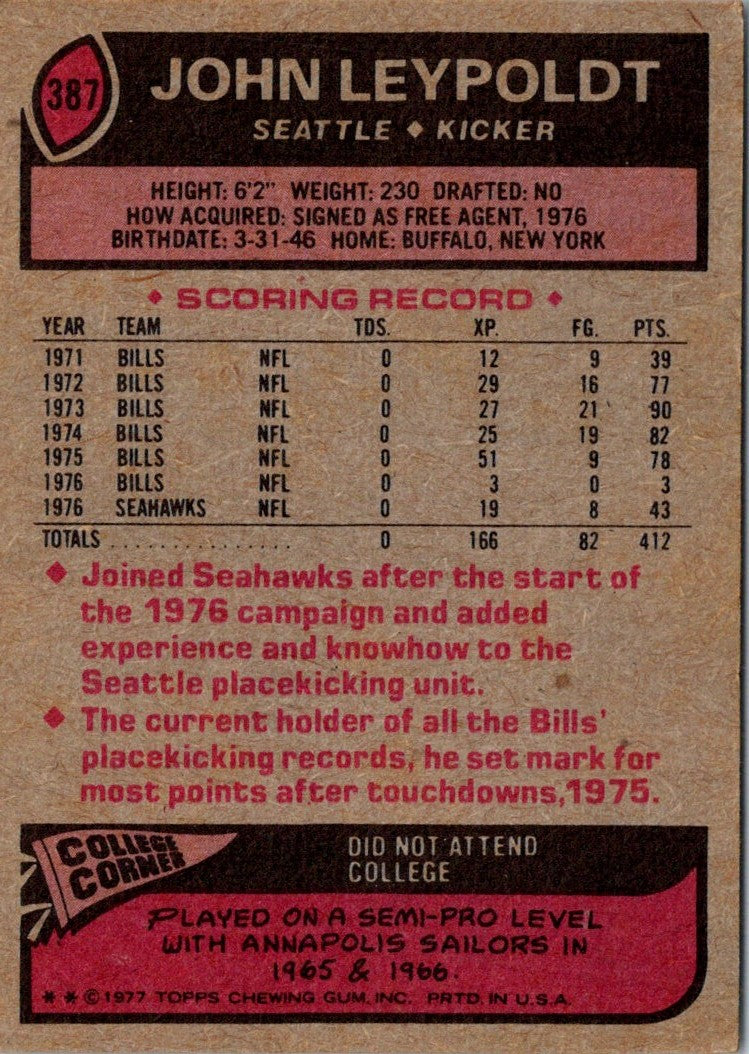 387
JOHN LEYPOLDT
SEATTLE ◆ KICKER
HEIGHT: 6'2" WEIGHT: 230 DRAFTED: NO
HOW ACQUIRED: SIGNED AS FREE AGENT, 1976
BIRTHDATE: 3-31-46 HOME: BUFFALO, NEW YORK
◆ SCORING RECORD ◆
YEAR TEAM TDS. XP. FG. PTS.
1971 BILLS NFL 0 12 9 39
1972 BILLS NFL 0 29 16 77
1973 BILLS NFL 0 27 21 90
1974 BILLS NFL 0 25 19 82
1975 BILLS NFL 0 51 9 78
1976 BILLS NFL 0 3 0 3
1976 SEAHAWKS NFL 0 19 8 43
TOTALS ................ 0 166 82 412
◆ Joined Seahawks after the start of
the 1976 campaign and added
experience and knowhow to the
Seattle placekicking unit.
◆ The current holder of all the Bills'
placekicking records, he set mark for
most points after touchdowns,1975.
COLLEGE
CORNER
DID NOT ATTEND
COLLEGE
PLAYED ON A SEMI-PRO LEVEL
WITH ANNAPOLIS SAILORS IN
1965 & 1966.
* * © 1977 TOPPS CHEWING GUM, INC. PRTD. IN U.S.A.